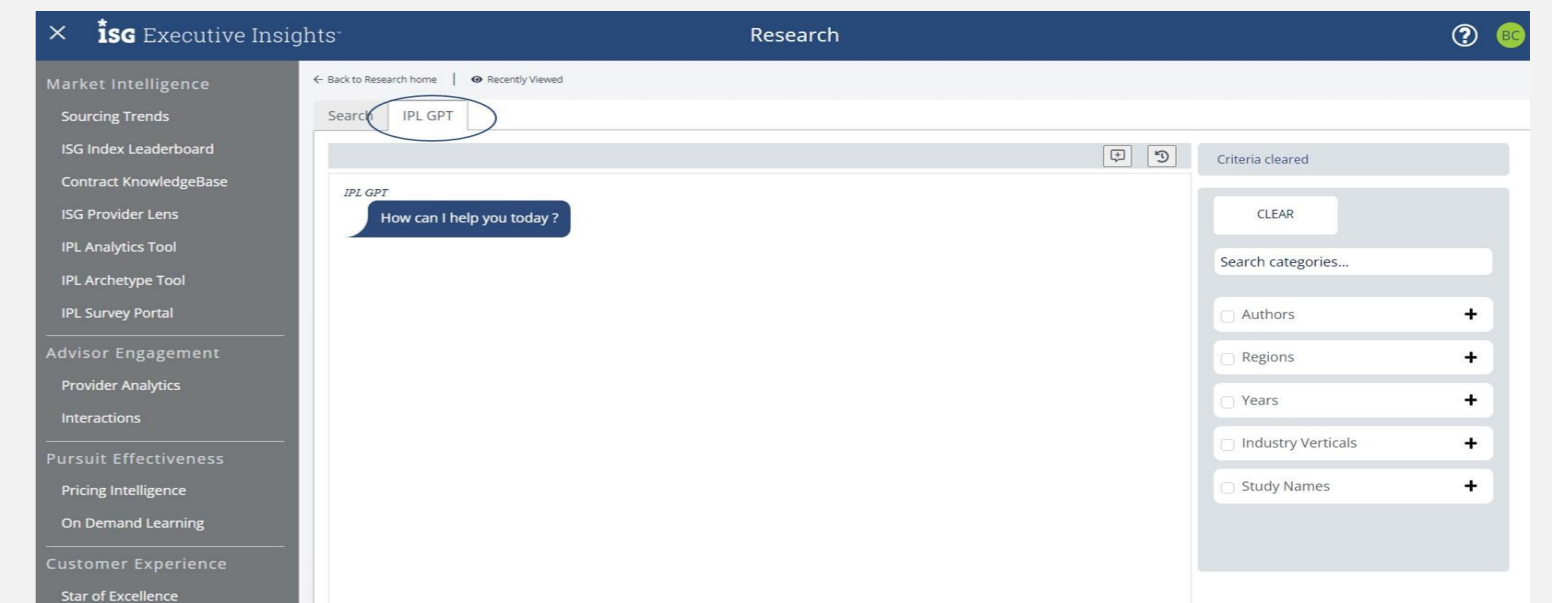 ISG Executive Insights™
Research
BC
Market Intelligence
Sourcing Trends
ISG Index Leaderboard
Contract KnowledgeBase
ISG Provider Lens
IPL Analytics Tool
IPL Archetype Tool
IPL Survey Portal
Advisor Engagement
Provider Analytics
Interactions
Pursuit Effectiveness
Pricing Intelligence
On Demand Learning
Customer Experience
Star of Excellence
← Back to Research home | Recently Viewed
Search IPL GPT
IPL GPT
How can I help you today ?
Criteria cleared
CLEAR
Search categories...
Authors +
Regions +
Years +
Industry Verticals +
Study Names +